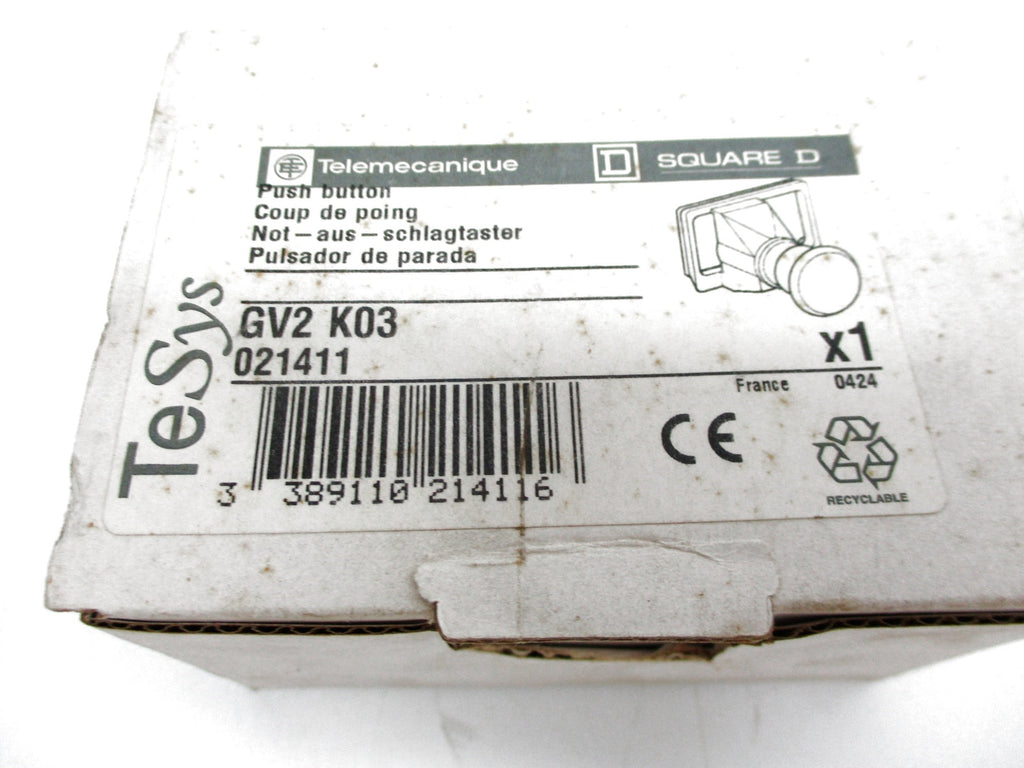 Telemecanique
D SQUARE D
Push button
Coup de poing
Not-aus-schlagtaster
Pulsador de parada
TeSys
GV2 K03
021411
x1
France 0424
CE
3 389110 214116
RECYCLABLE